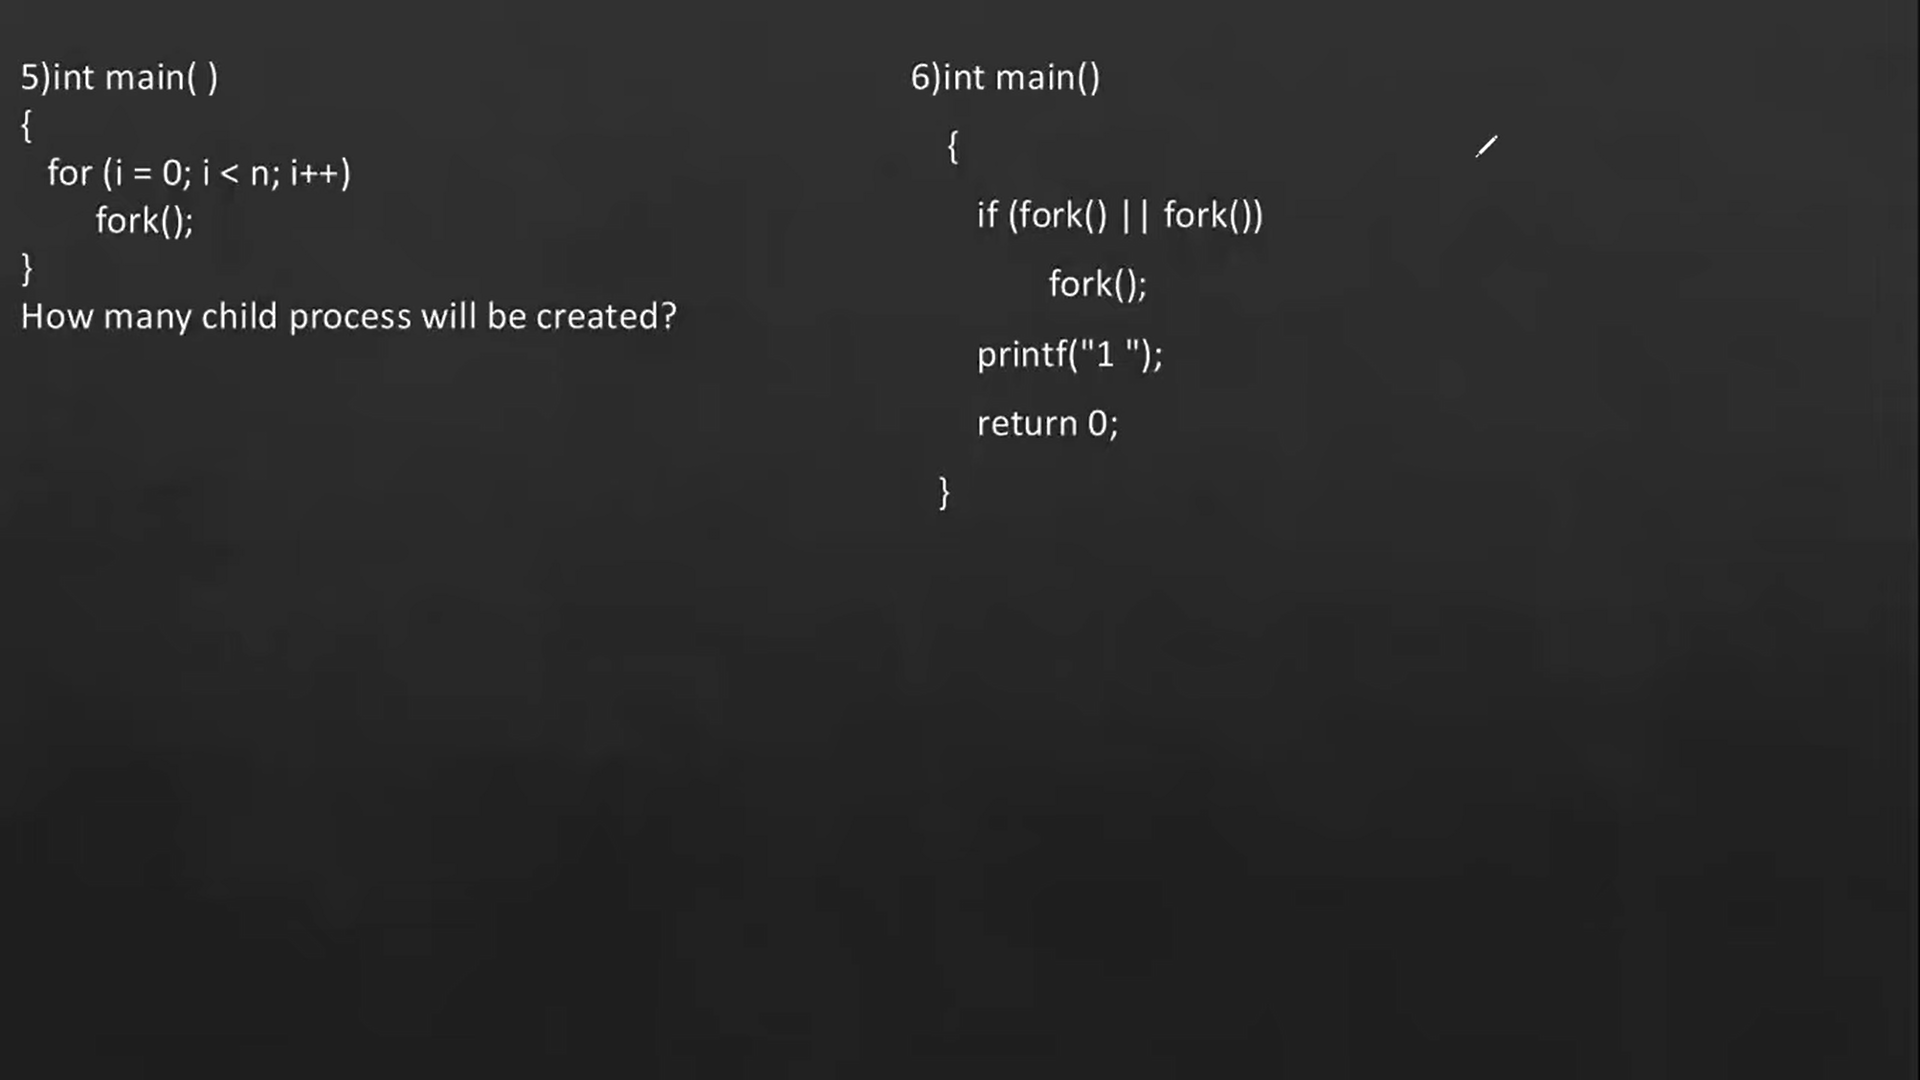 5)int main( )
{
for (i = 0; i < n; i++)
fork();
}
How many child process will be created?
6)int main()
{
if (fork() || fork())
fork();
printf("1 ");
return 0;
}